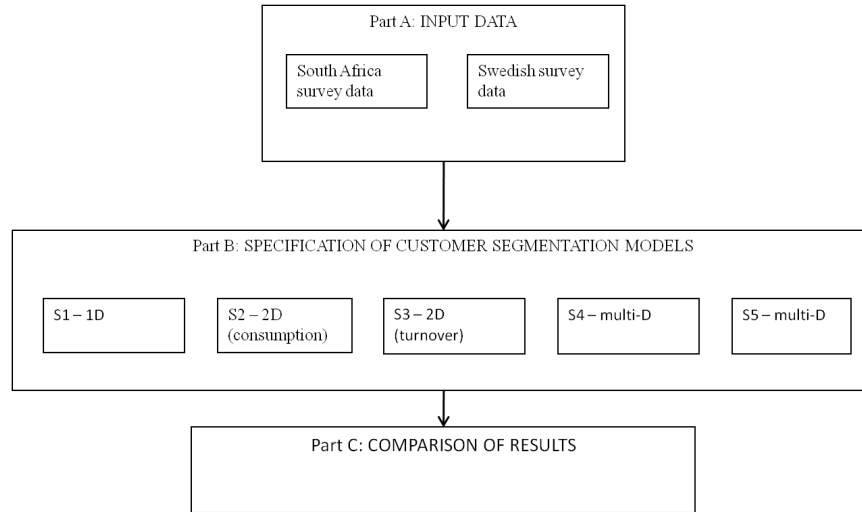 Part A: INPUT DATA
South Africa
survey data
Swedish survey
data
Part B: SPECIFICATION OF CUSTOMER SEGMENTATION MODELS
S1 – 1D
S2 – 2D
(consumption)
S3 – 2D
(turnover)
S4 – multi-D
S5 – multi-D
Part C: COMPARISON OF RESULTS